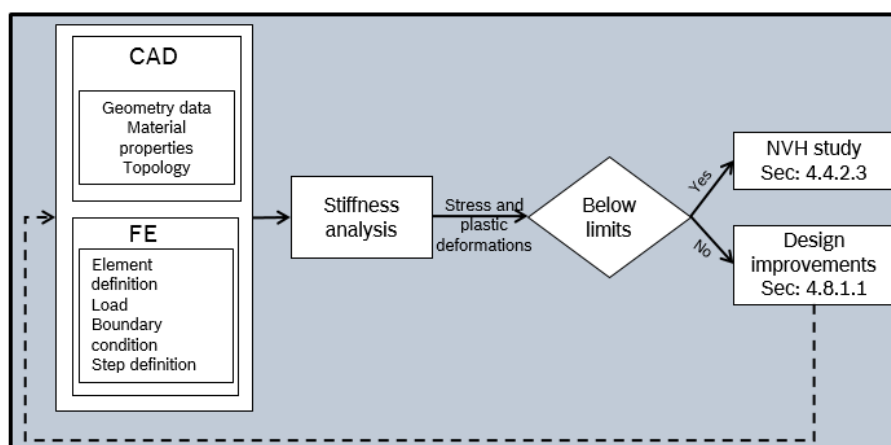 CAD
Geometry data
Material
properties
Topology
FE
Element
definition
Load
Boundary
condition
Step definition
Stiffness
analysis
Stress and
plastic
deformations
Below
limits
Yes
No
NVH study
Sec: 4.4.2.3
Design
improvements
Sec: 4.8.1.1